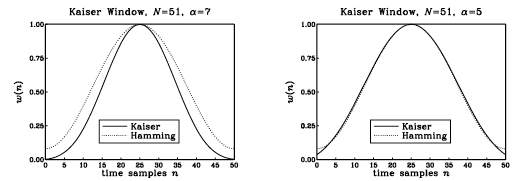 Kaiser Window, N=51, α=7
w(n)
1.00
0.75
0.50
0.25
0.00
Kaiser
Hamming
0 5 10 15 20 25 30 35 40 45 50
time samples n
Kaiser Window, N=51, α=5
w(n)
1.00
0.75
0.50
0.25
0.00
Kaiser
Hamming
0 5 10 15 20 25 30 35 40 45 50
time samples n